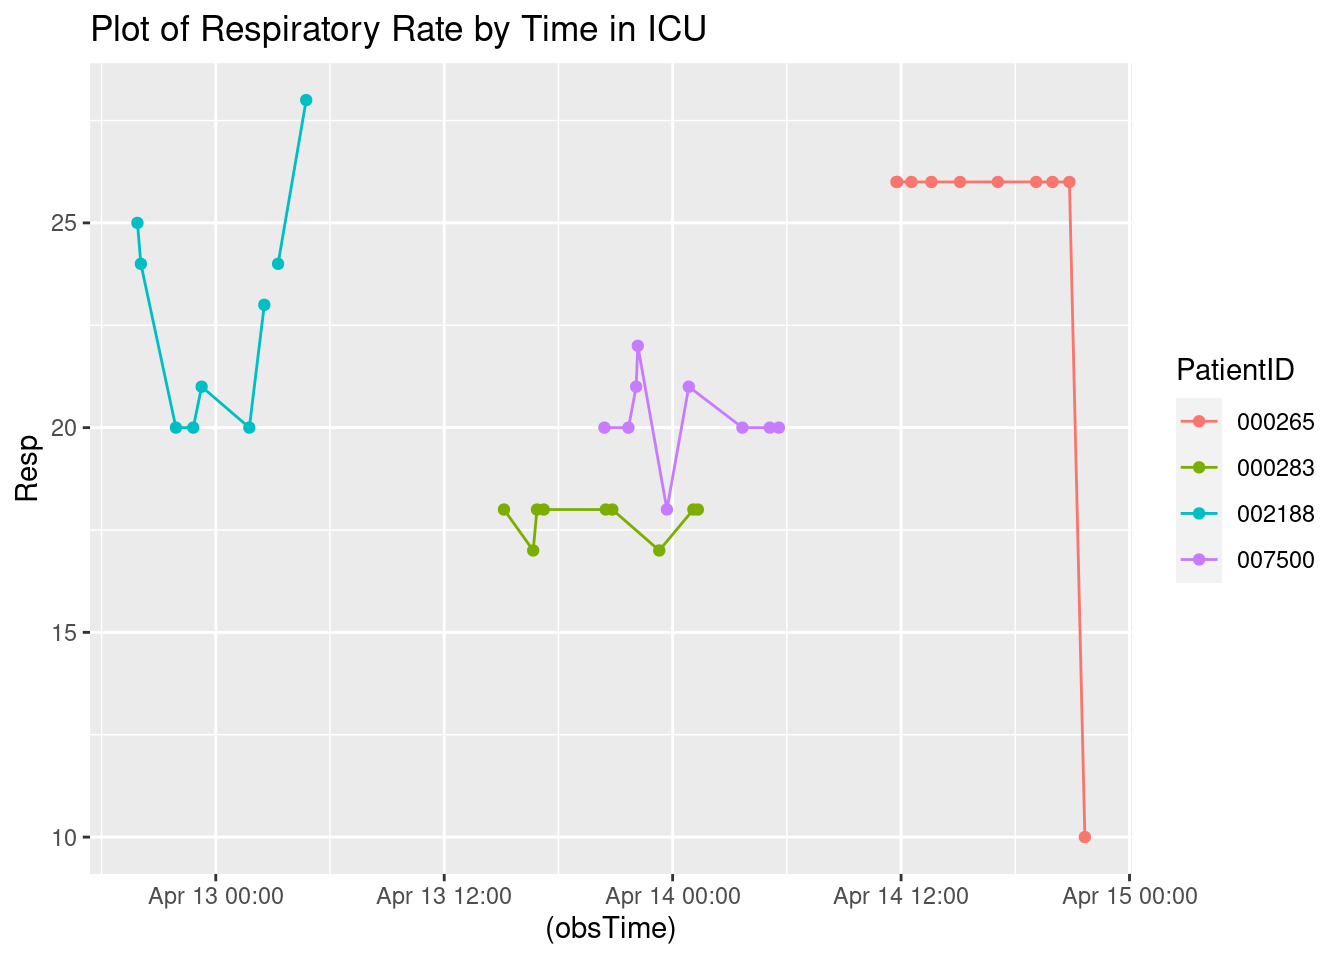 Plot of Respiratory Rate by Time in ICU
Resp
25
20
15
10
Apr 13 00:00
Apr 13 12:00
Apr 14 00:00
Apr 14 12:00
Apr 15 00:00
(obsTime)
PatientID
000265
000283
002188
007500